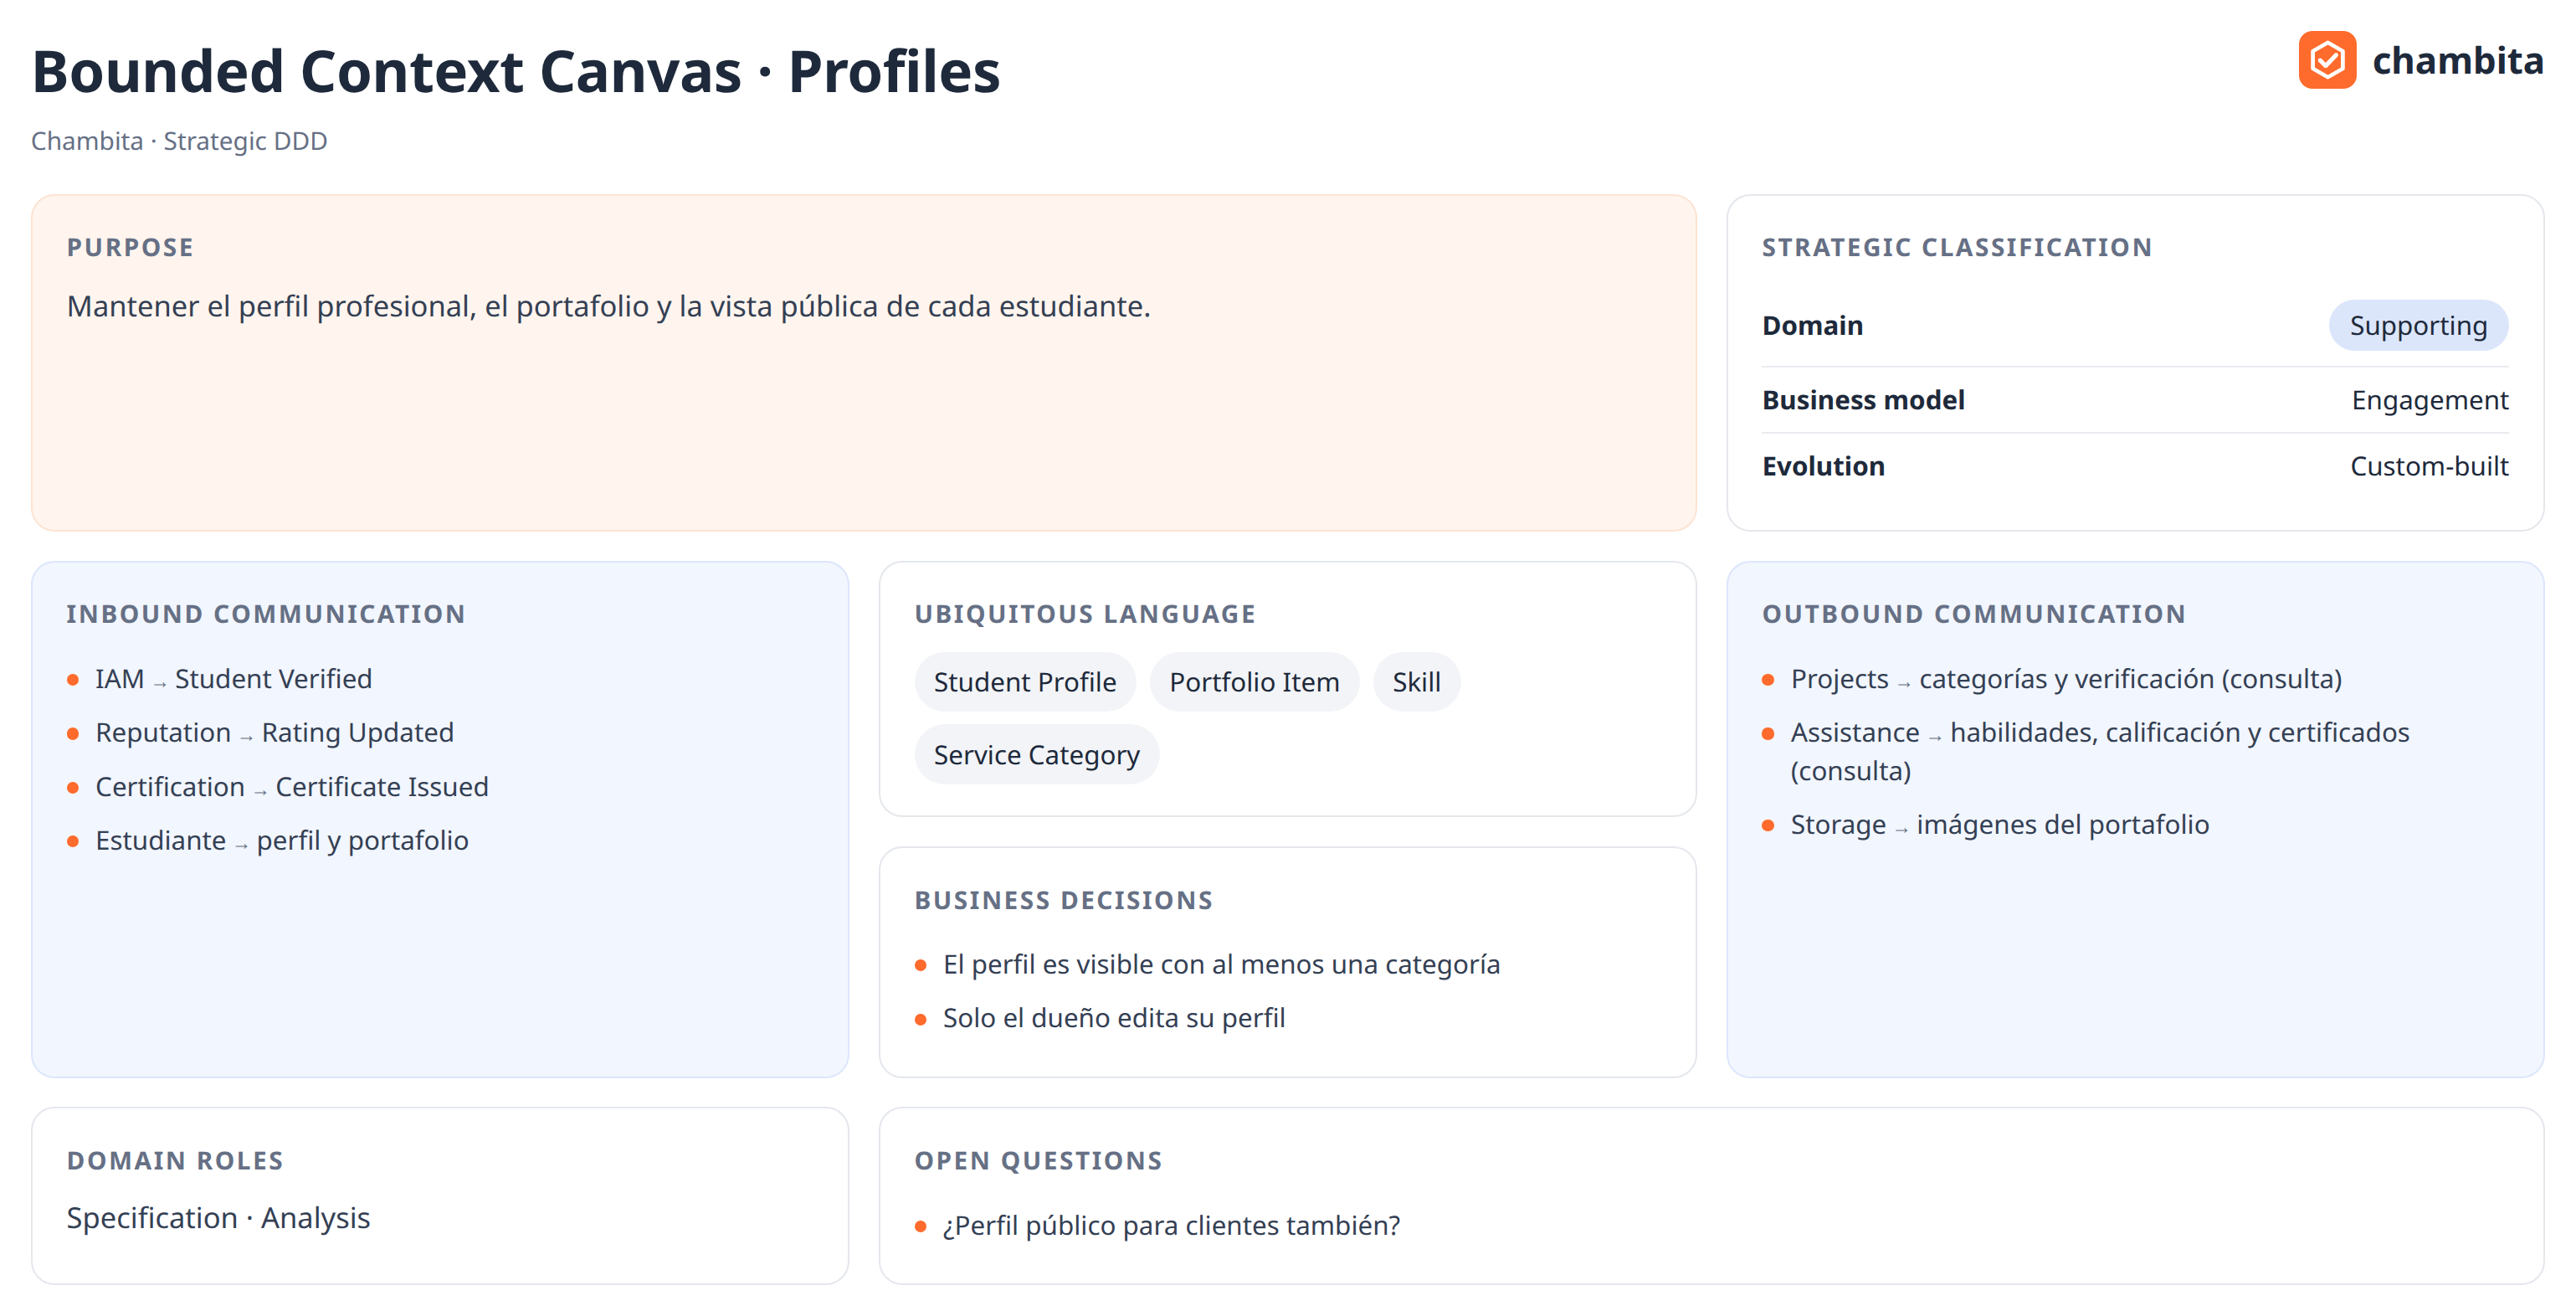 Bounded Context Canvas · Profiles
chambita
Chambita · Strategic DDD
PURPOSE
Mantener el perfil profesional, el portafolio y la vista pública de cada estudiante.
STRATEGIC CLASSIFICATION
Domain Supporting
Business model Engagement
Evolution Custom-built
INBOUND COMMUNICATION
IAM → Student Verified
Reputation → Rating Updated
Certification → Certificate Issued
Estudiante → perfil y portafolio
UBIQUITOUS LANGUAGE
Student Profile Portfolio Item Skill
Service Category
BUSINESS DECISIONS
El perfil es visible con al menos una categoría
Solo el dueño edita su perfil
OUTBOUND COMMUNICATION
Projects → categorías y verificación (consulta)
Assistance → habilidades, calificación y certificados
(consulta)
Storage → imágenes del portafolio
DOMAIN ROLES
Specification · Analysis
OPEN QUESTIONS
¿Perfil público para clientes también?